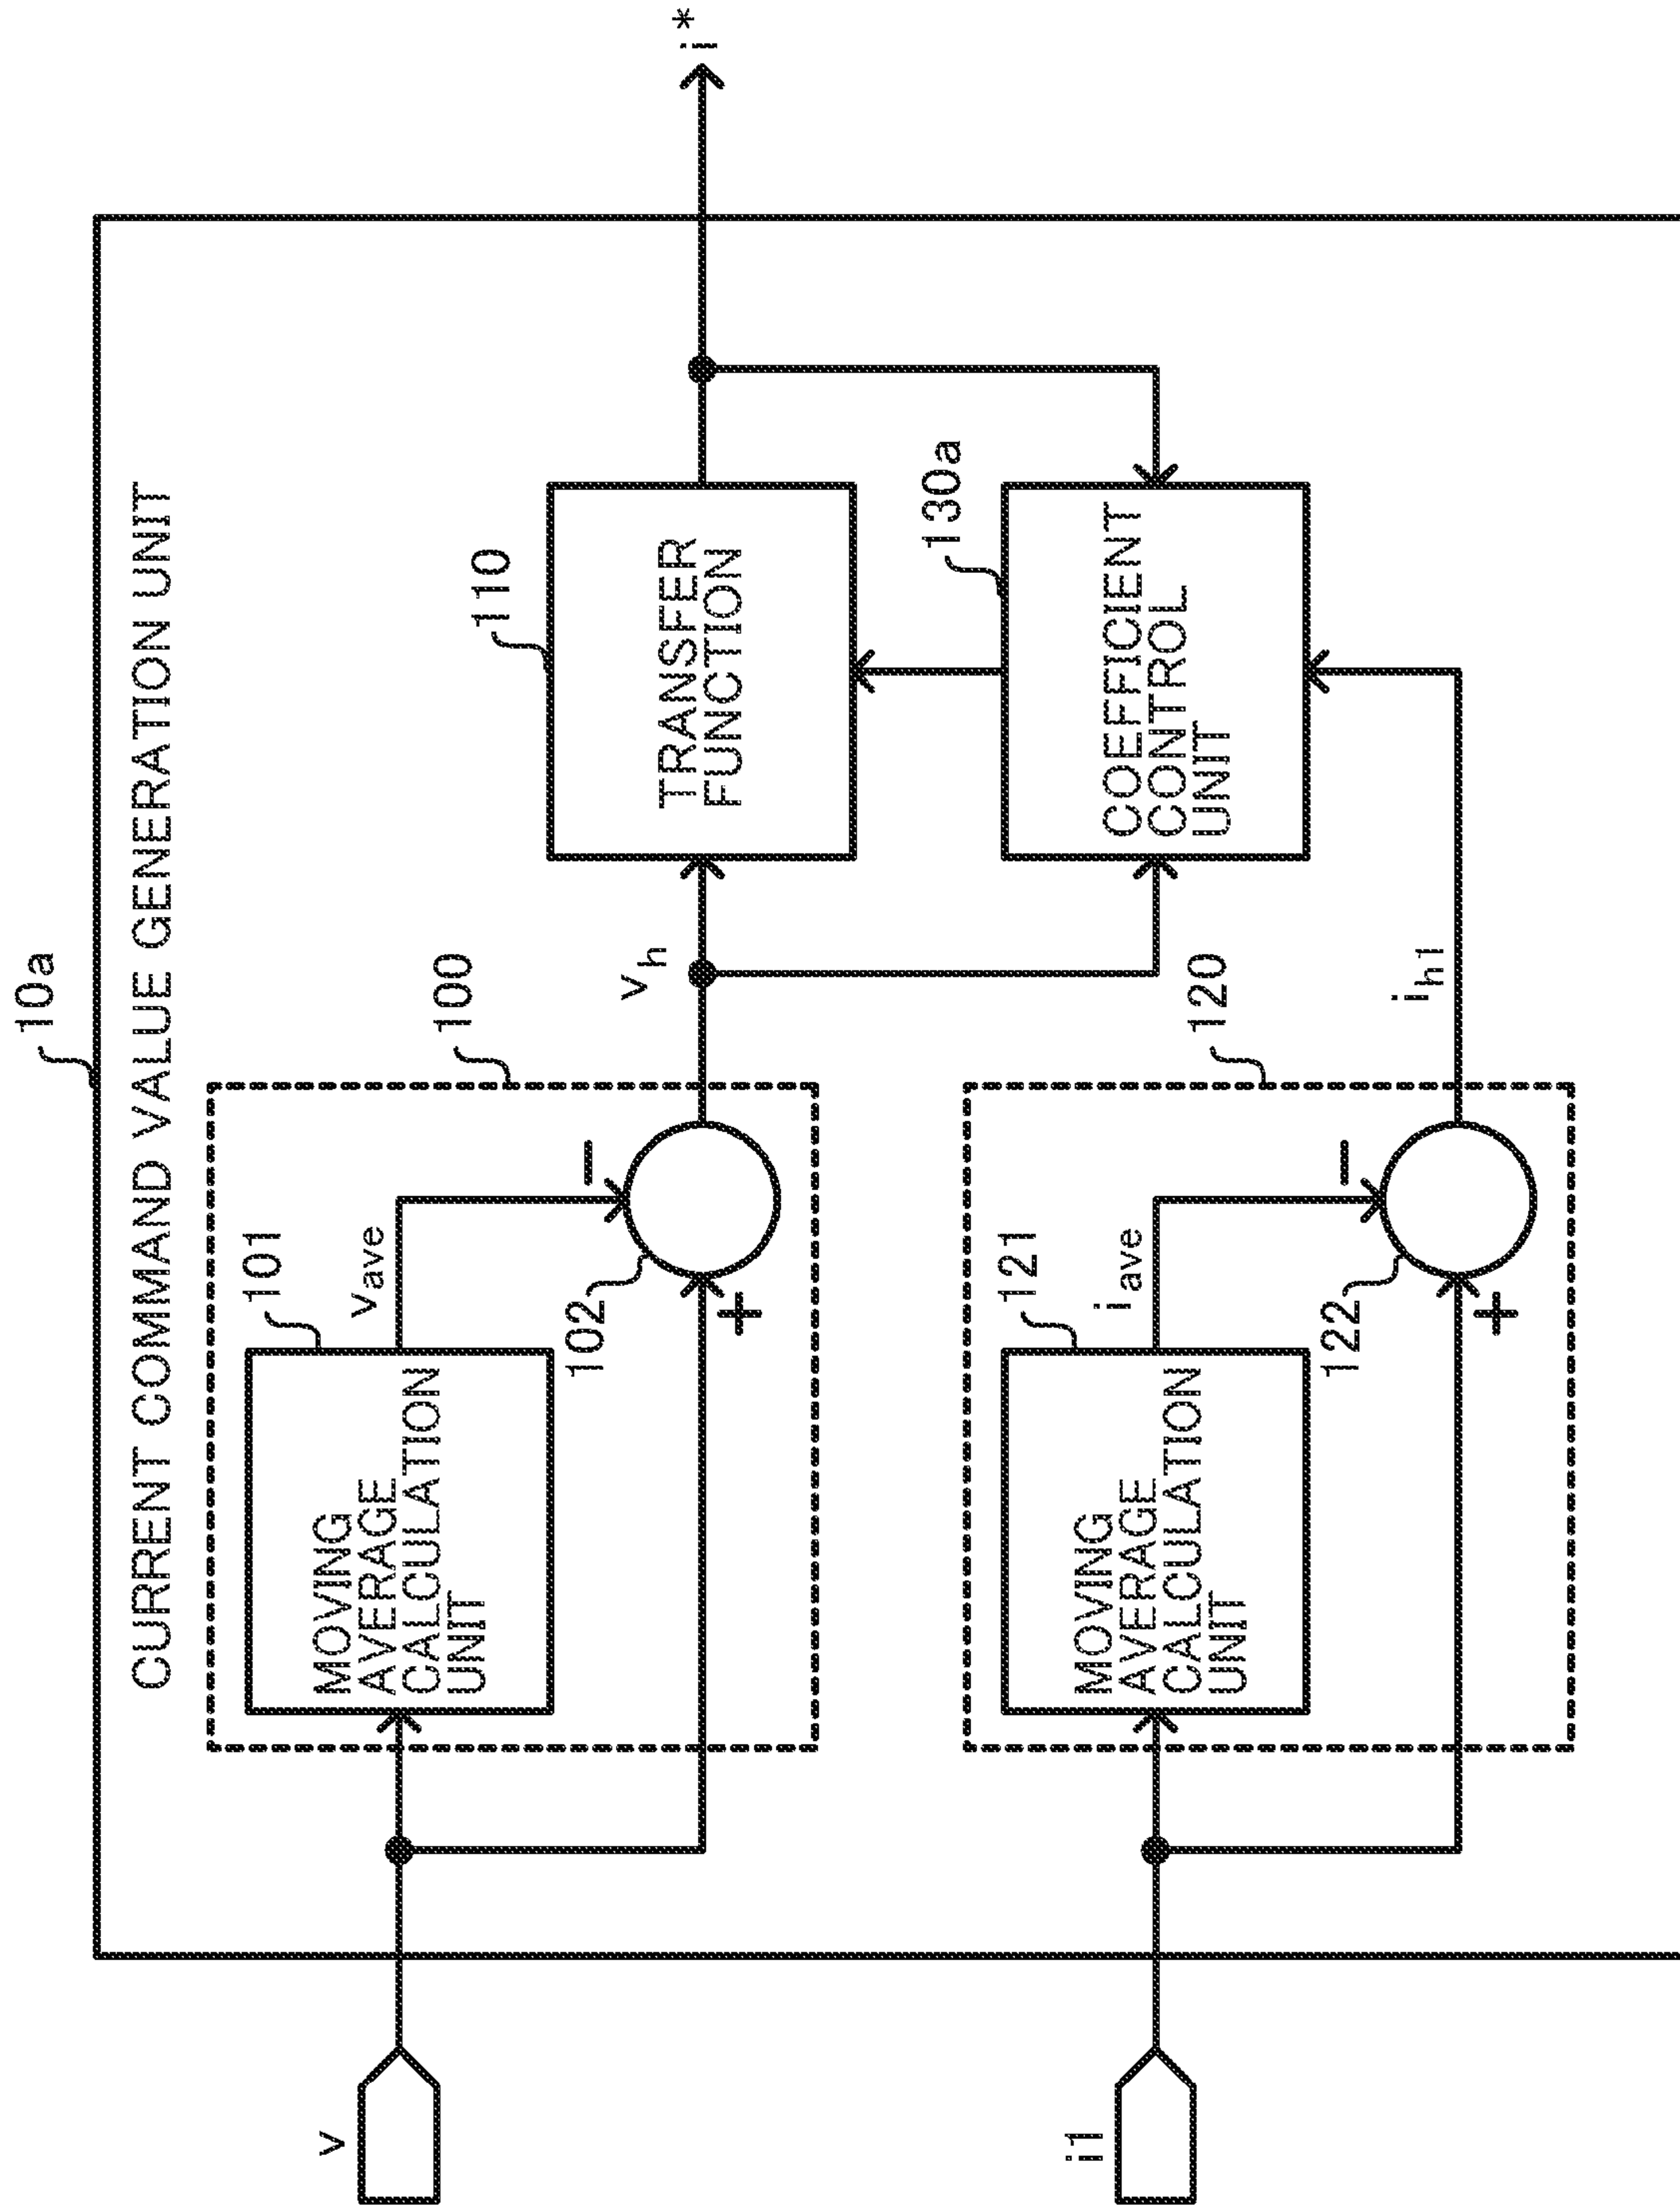 10a
CURRENT COMMAND VALUE GENERATION UNIT
v
101
MOVING
AVERAGE
CALCULATION
UNIT
vave
102
−
+
100
vh
110
TRANSFER
FUNCTION
i*
130a
COEFFICIENT
CONTROL
UNIT
i1
121
MOVING
AVERAGE
CALCULATION
UNIT
iave
122
−
+
120
ih1